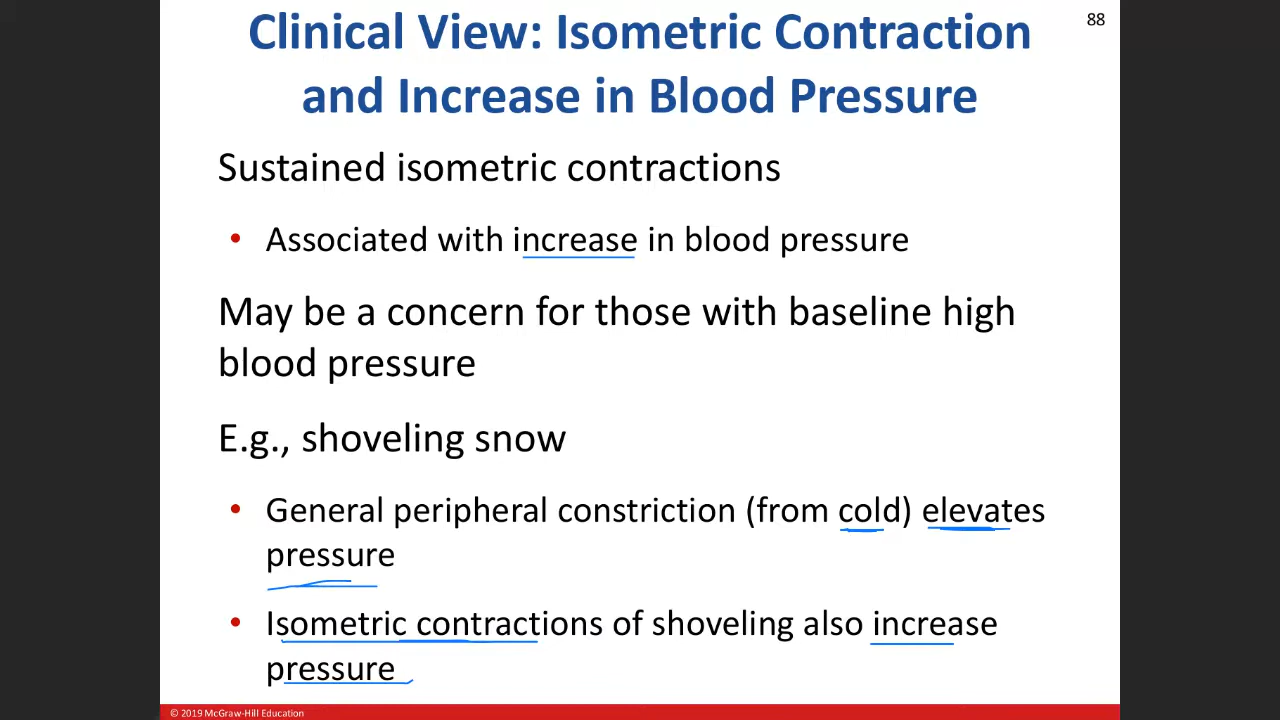 88
Clinical View: Isometric Contraction
and Increase in Blood Pressure
Sustained isometric contractions
• Associated with increase in blood pressure
May be a concern for those with baseline high
blood pressure
E.g., shoveling snow
• General peripheral constriction (from cold) elevates
pressure
• Isometric contractions of shoveling also increase
pressure
© 2019 McGraw-Hill Education